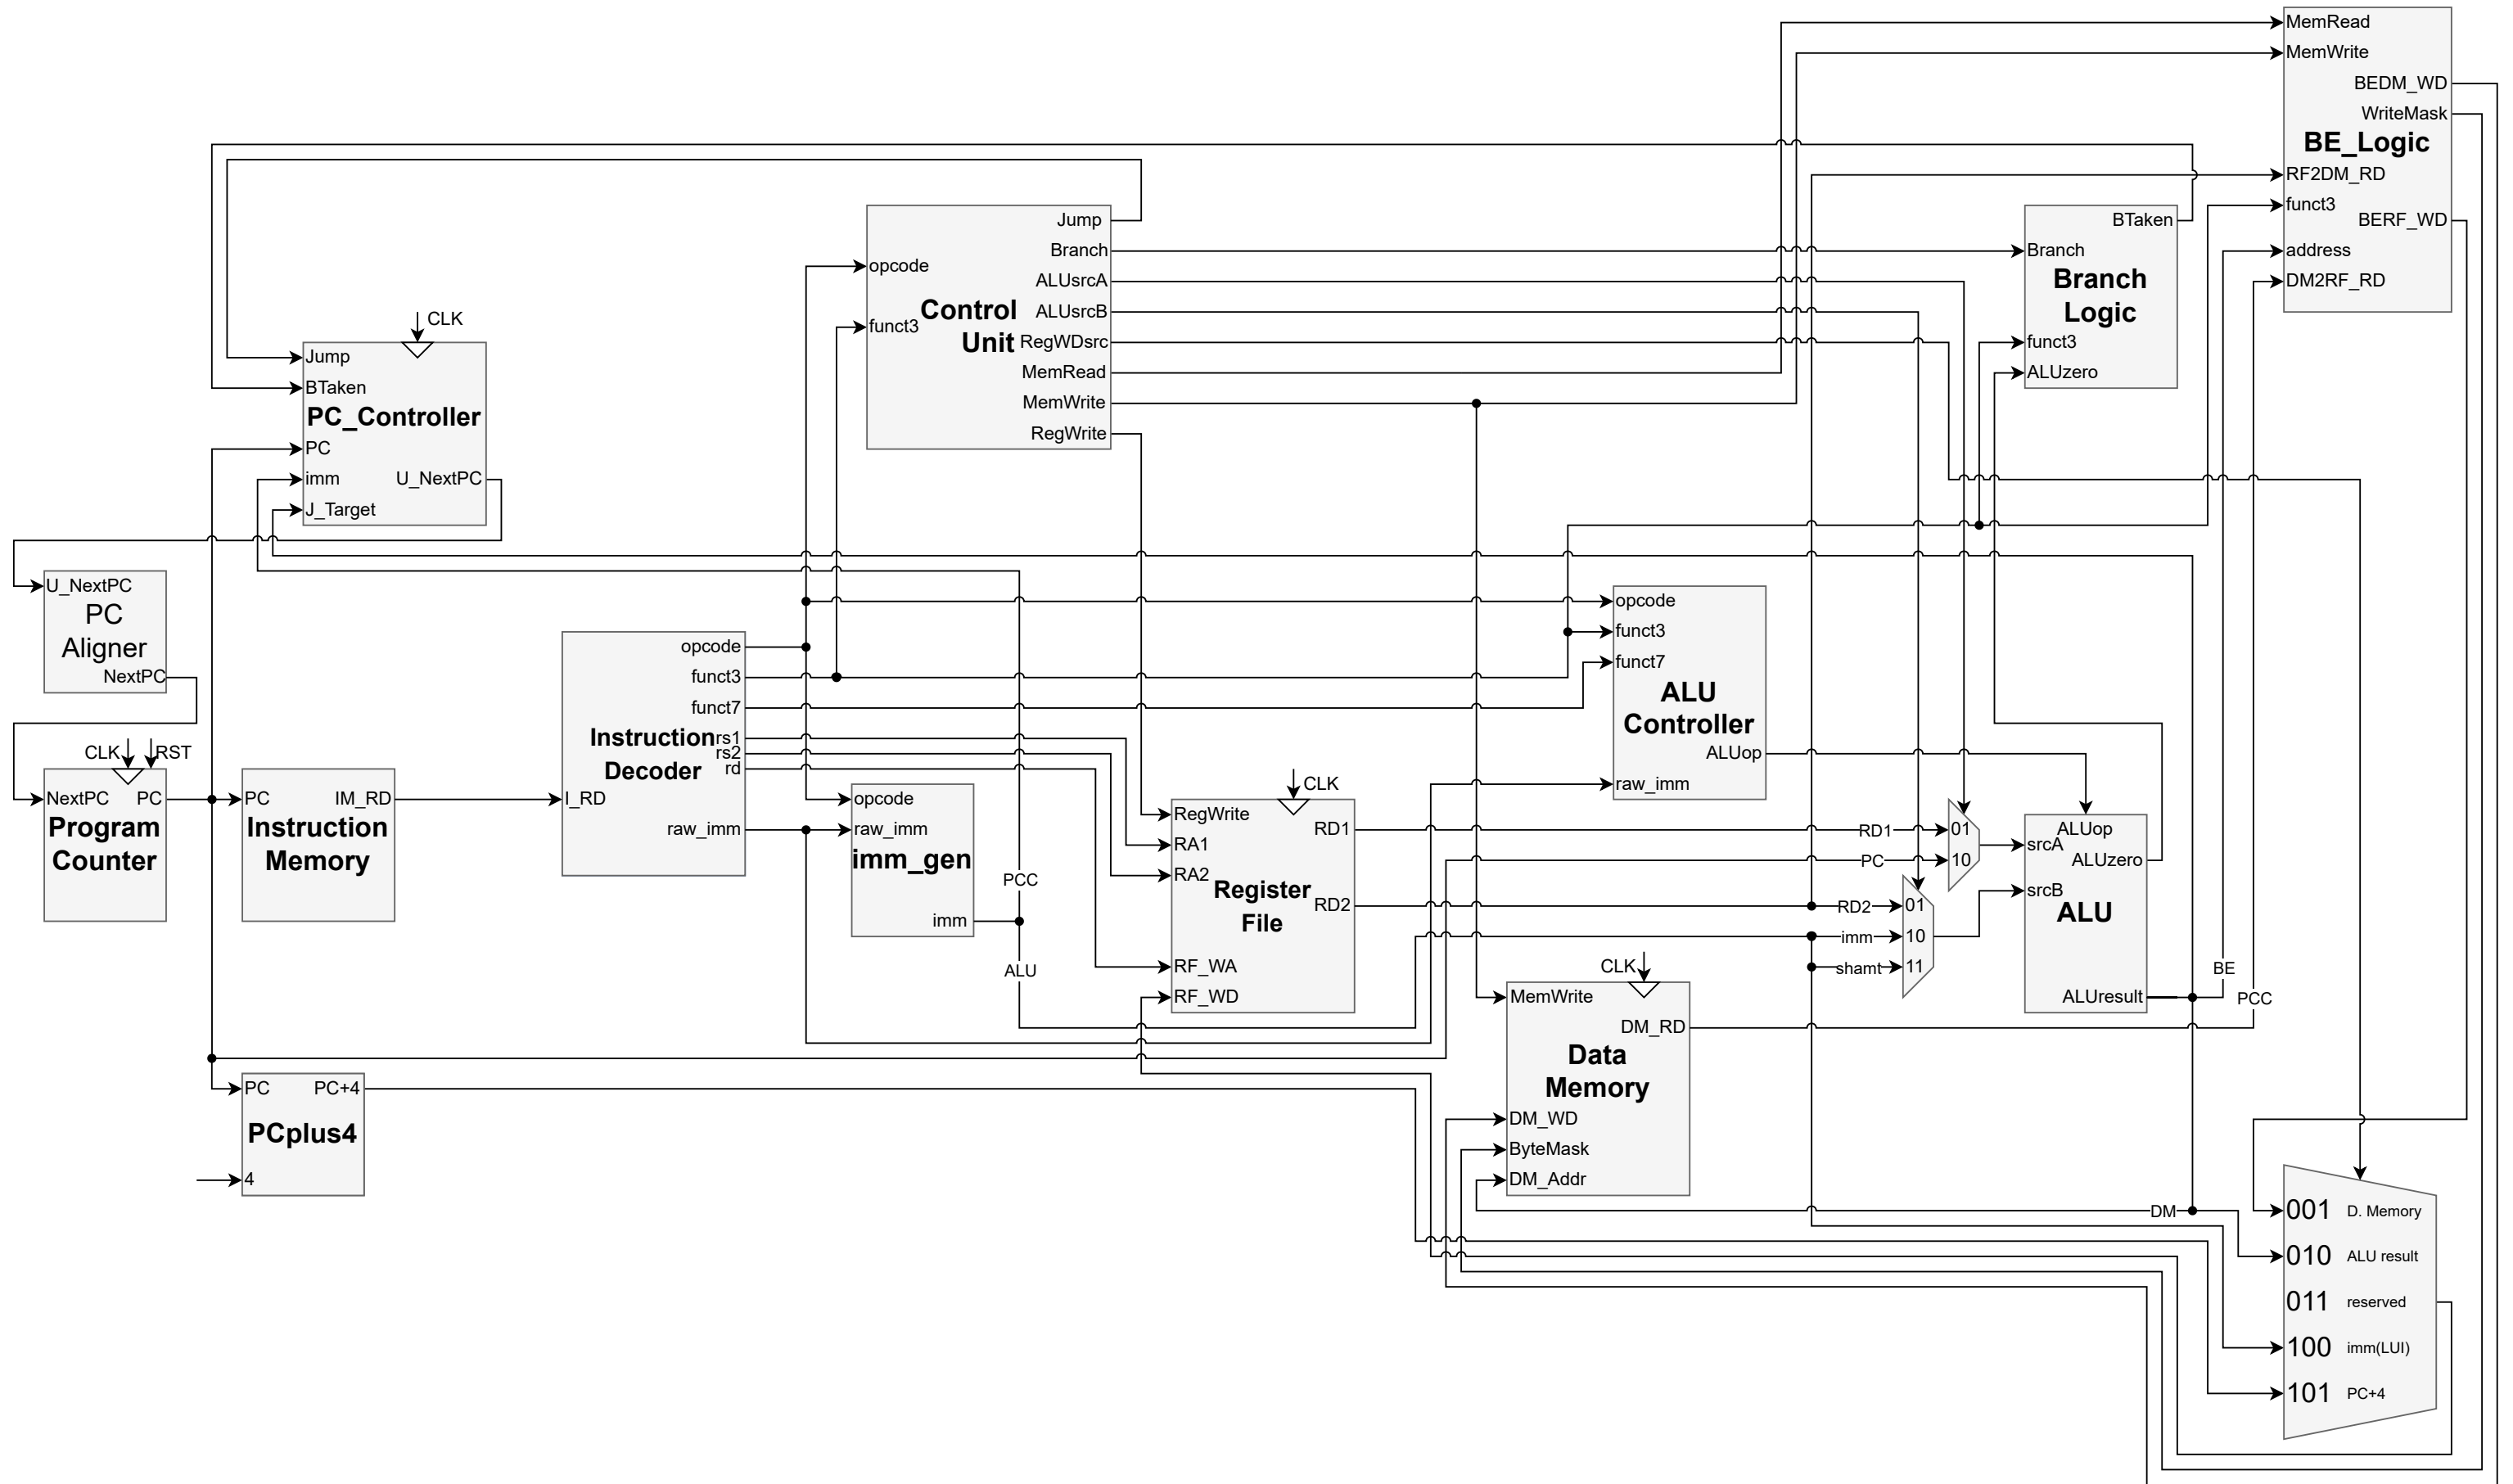 MemRead
MemWrite
BEDM_WD
WriteMask
BE_Logic
RF2DM_RD
funct3
BERF_WD
address
DM2RF_RD
Jump
Branch
ALUsrcA
ALUsrcB
RegWDsrc
MemRead
MemWrite
RegWrite
opcode
funct3
Control
Unit
BTaken
Branch
Branch
Logic
funct3
ALUzero
CLK
Jump
BTaken
PC_Controller
PC
imm
U_NextPC
J_Target
U_NextPC
PC
Aligner
NextPC
CLK
RST
NextPC
PC
Program
Counter
PC
IM_RD
Instruction
Memory
opcode
funct3
funct7
rs1
rs2
rd
Instruction
Decoder
I_RD
raw_imm
opcode
raw_imm
imm_gen
imm
PCC
ALU
CLK
RegWrite
RD1
RA1
RA2
Register
File
RD2
RF_WA
RF_WD
opcode
funct3
funct7
ALU
Controller
ALUop
raw_imm
RD1
01
PC
10
RD2
01
imm
10
shamt
11
ALUop
srcA
ALUzero
srcB
ALU
ALUresult
BE
PCC
CLK
MemWrite
DM_RD
Data
Memory
DM_WD
ByteMask
DM_Addr
DM
PC
PC+4
PCplus4
4
001 D. Memory
010 ALU result
011 reserved
100 imm(LUI)
101 PC+4